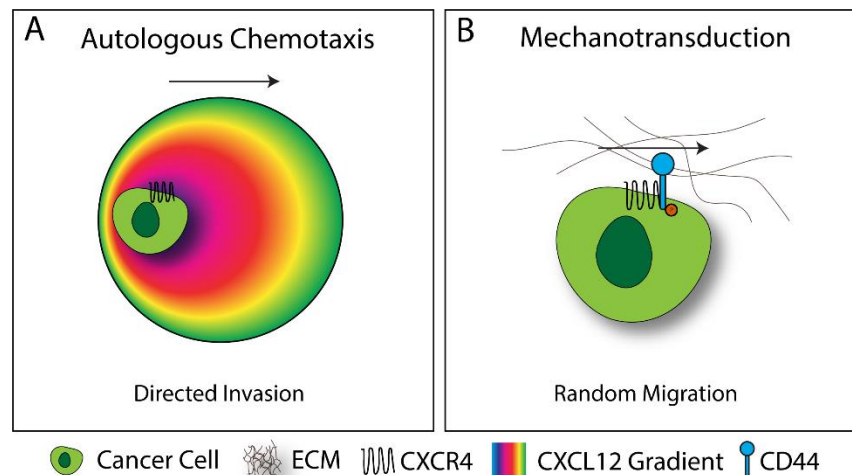 A
Autologous Chemotaxis
Directed Invasion
B
Mechanotransduction
Random Migration
Cancer Cell
ECM
CXCR4
CXCL12 Gradient
CD44